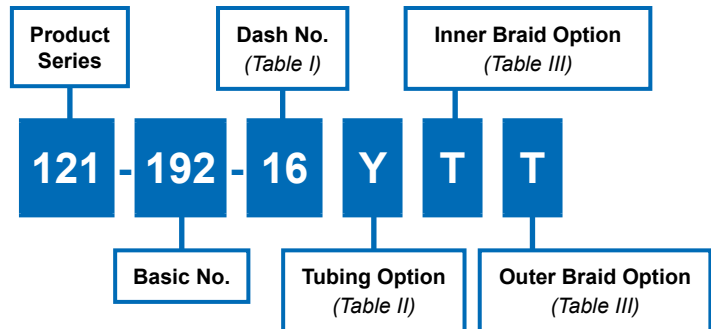 Product
Series
Dash No.
(Table I)
Inner Braid Option
(Table III)
121 - 192 - 16 Y T T
Basic No.
Tubing Option
(Table II)
Outer Braid Option
(Table III)